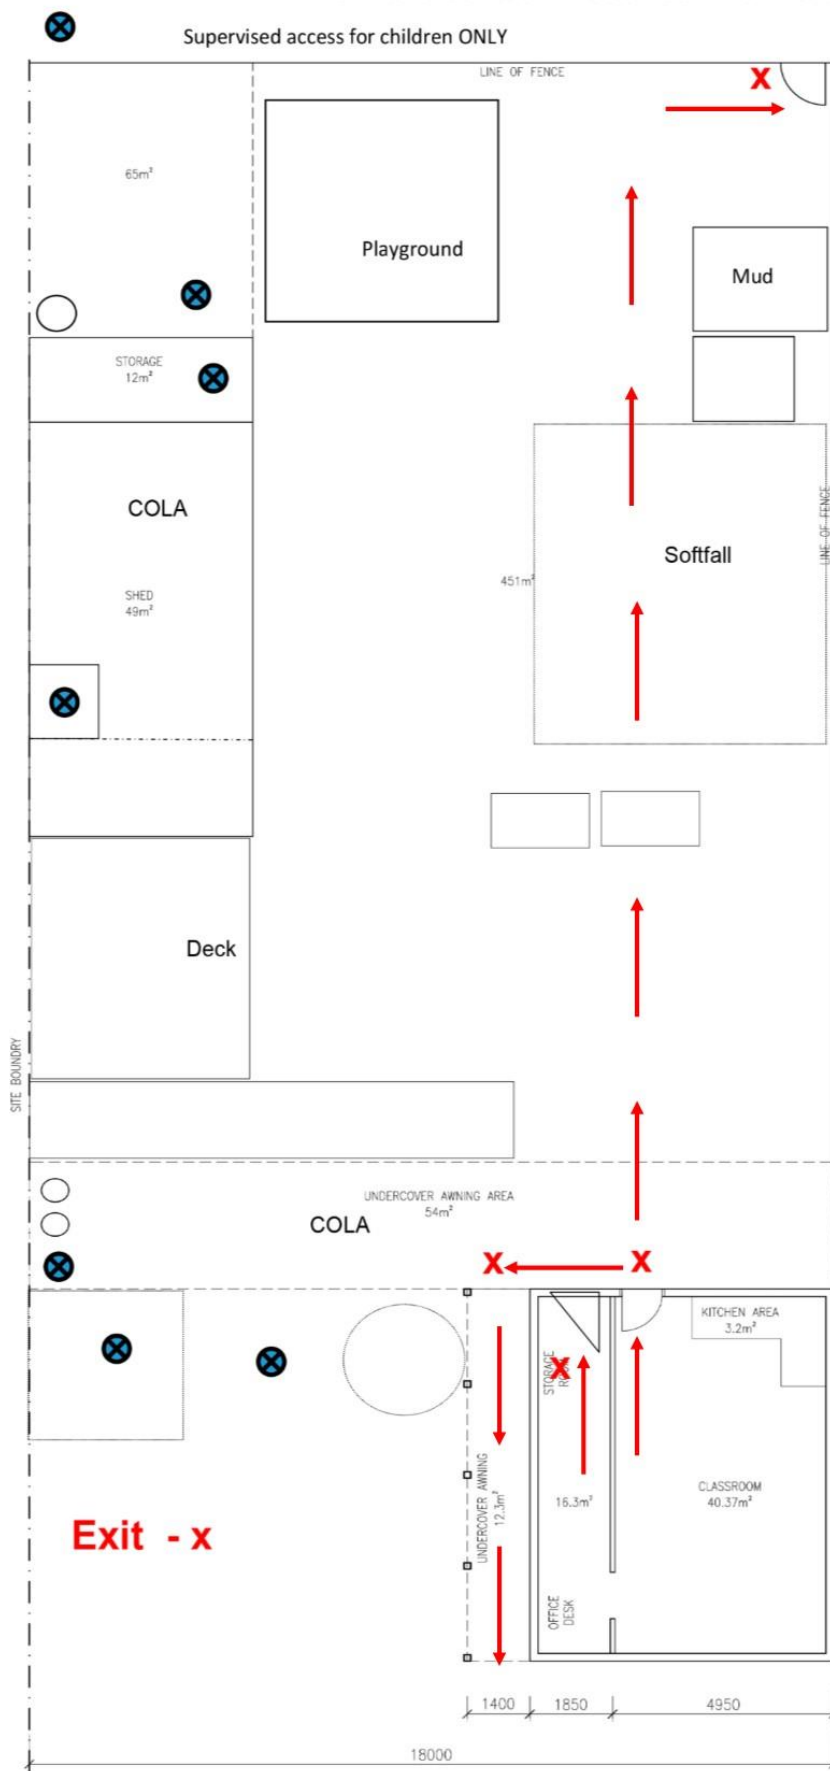 Supervised access for children ONLY
LINE OF FENCE
X
65m²
Playground
Mud
STORAGE
12m²
COLA
LINE OF FENCE
Softfall
451m²
SHED
49m²
Deck
SITE BOUNDRY
UNDERCOVER AWNING AREA
54m²
COLA
X
X
KITCHEN AREA
3.2m²
STORAGE
X
CLASSROOM
40.37m²
16.3m²
UNDERCOVER AWNING
12.3m²
Exit - x
OFFICE
DESK
1400
1850
4950
18000